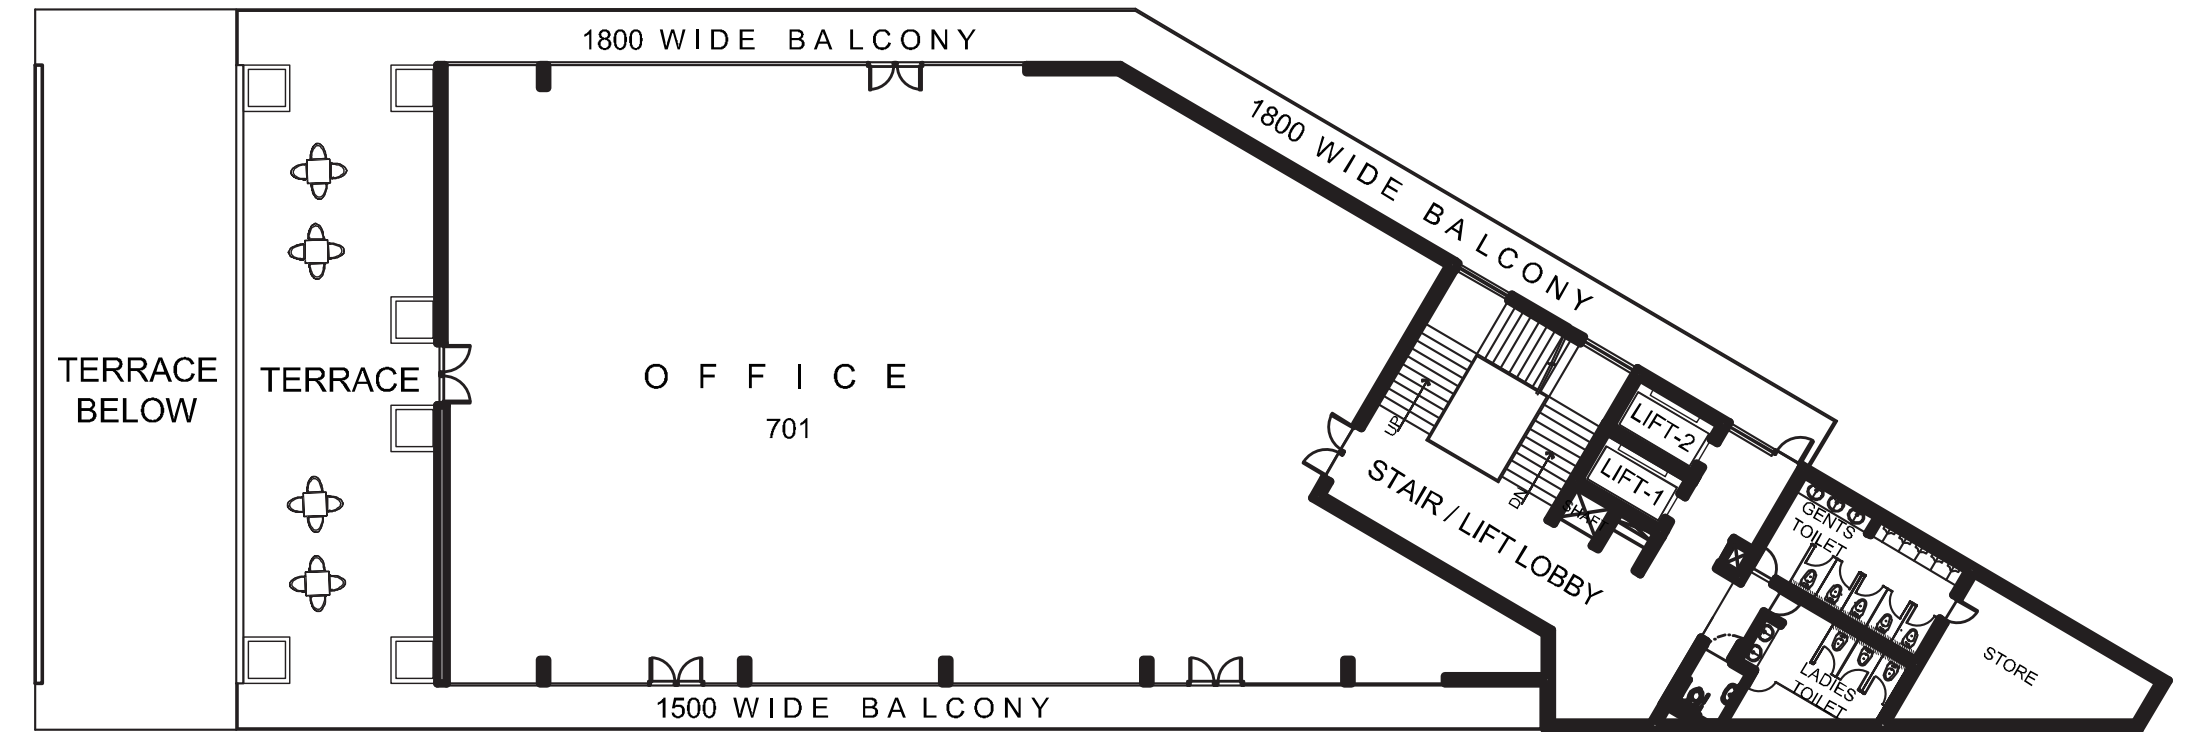 1800 WIDE BALCONY
1800 WIDE BALCONY
TERRACE
BELOW
TERRACE
OFFICE
701
UP
DN
LIFT-2
LIFT-1
SHAFT
STAIR / LIFT LOBBY
GENTS
TOILET
LADIES
TOILET
STORE
1500 WIDE BALCONY